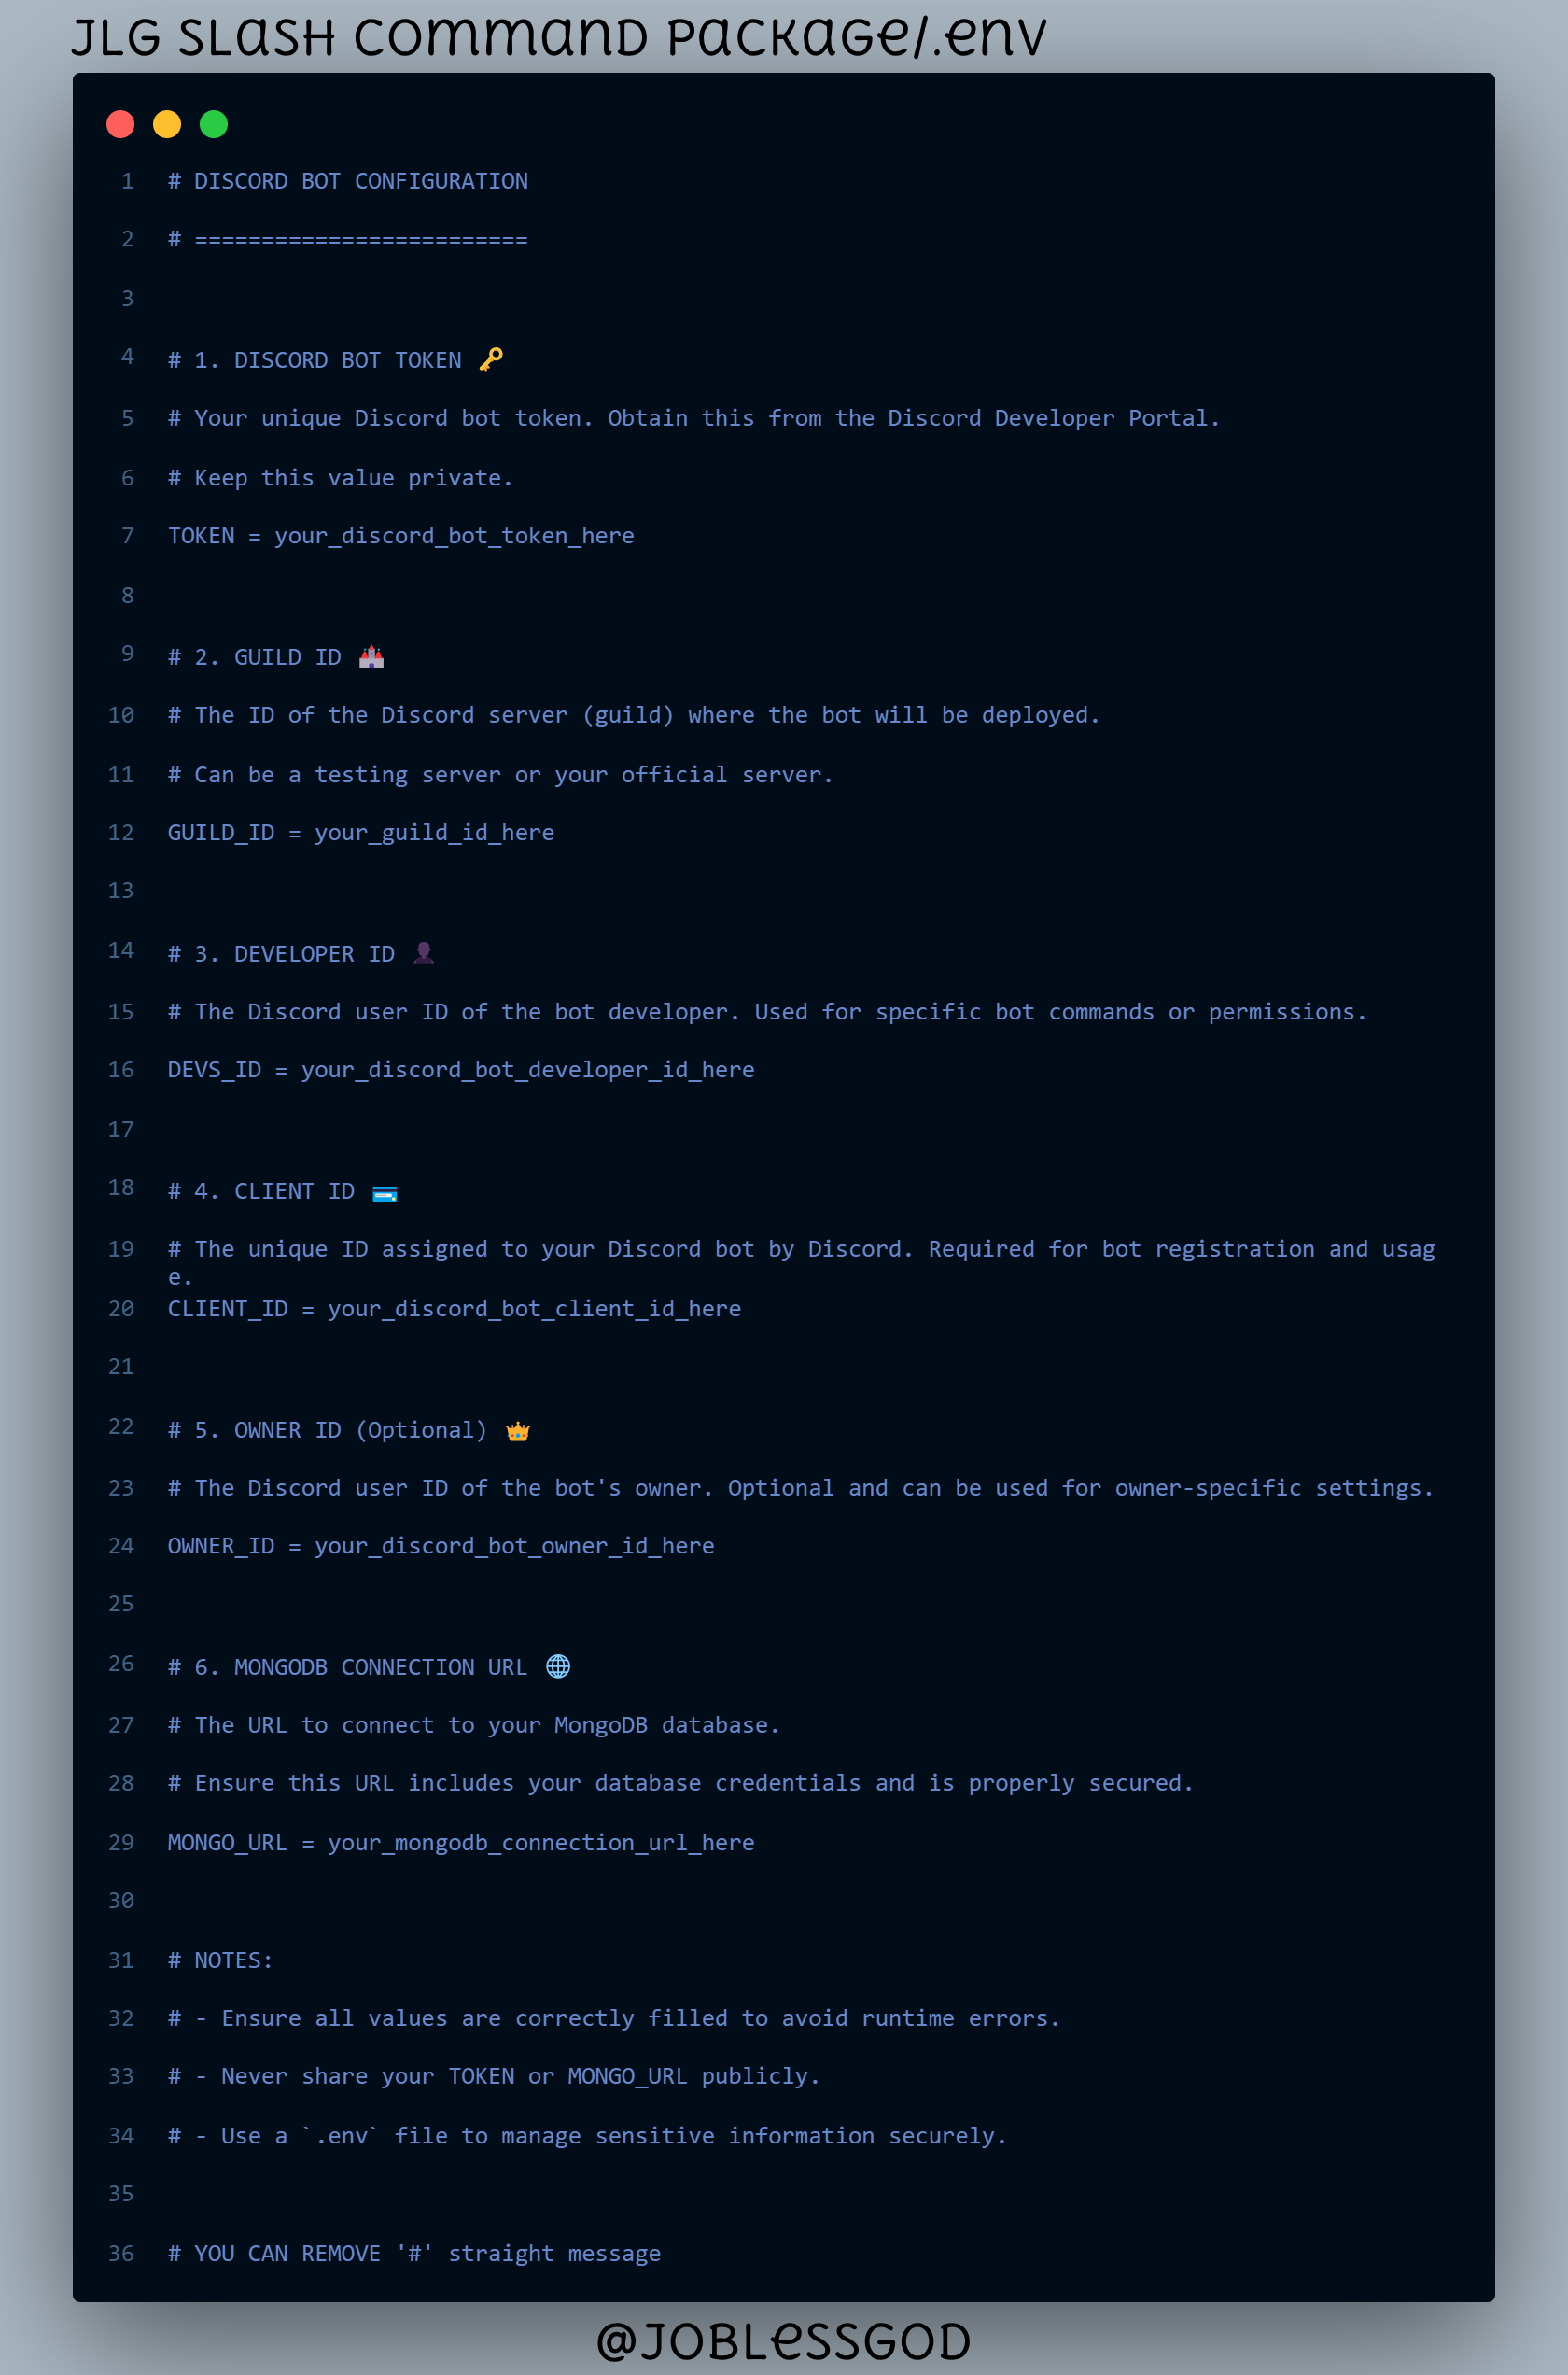 JLG Slash Command Package/.env
1 # DISCORD BOT CONFIGURATION
2 # =========================
3
4 # 1. DISCORD BOT TOKEN 🔑
5 # Your unique Discord bot token. Obtain this from the Discord Developer Portal.
6 # Keep this value private.
7 TOKEN = your_discord_bot_token_here
8
9 # 2. GUILD ID 🏰
10 # The ID of the Discord server (guild) where the bot will be deployed.
11 # Can be a testing server or your official server.
12 GUILD_ID = your_guild_id_here
13
14 # 3. DEVELOPER ID 👤
15 # The Discord user ID of the bot developer. Used for specific bot commands or permissions.
16 DEVS_ID = your_discord_bot_developer_id_here
17
18 # 4. CLIENT ID 💳
19 # The unique ID assigned to your Discord bot by Discord. Required for bot registration and usag
e.
20 CLIENT_ID = your_discord_bot_client_id_here
21
22 # 5. OWNER ID (Optional) 👑
23 # The Discord user ID of the bot's owner. Optional and can be used for owner-specific settings.
24 OWNER_ID = your_discord_bot_owner_id_here
25
26 # 6. MONGODB CONNECTION URL 🌐
27 # The URL to connect to your MongoDB database.
28 # Ensure this URL includes your database credentials and is properly secured.
29 MONGO_URL = your_mongodb_connection_url_here
30
31 # NOTES:
32 # - Ensure all values are correctly filled to avoid runtime errors.
33 # - Never share your TOKEN or MONGO_URL publicly.
34 # - Use a `.env` file to manage sensitive information securely.
35
36 # YOU CAN REMOVE '#' straight message
@JOBLESSGOD